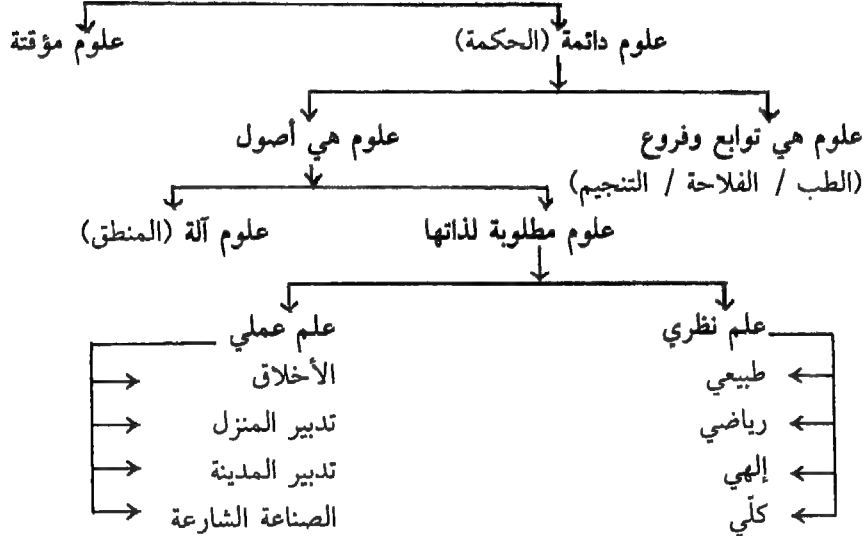 علوم دائمة (الحكمة) علوم مؤقتة
علوم هي توابع وفروع علوم هي أصول
(الطب / الفلاحة / التنجيم)
علوم مطلوبة لذاتها علوم آلة (المنطق)
علم نظري علم عملي
طبيعي الأخلاق
رياضي تدبير المنزل
إلهي تدبير المدينة
كلّي الصناعة الشارعة